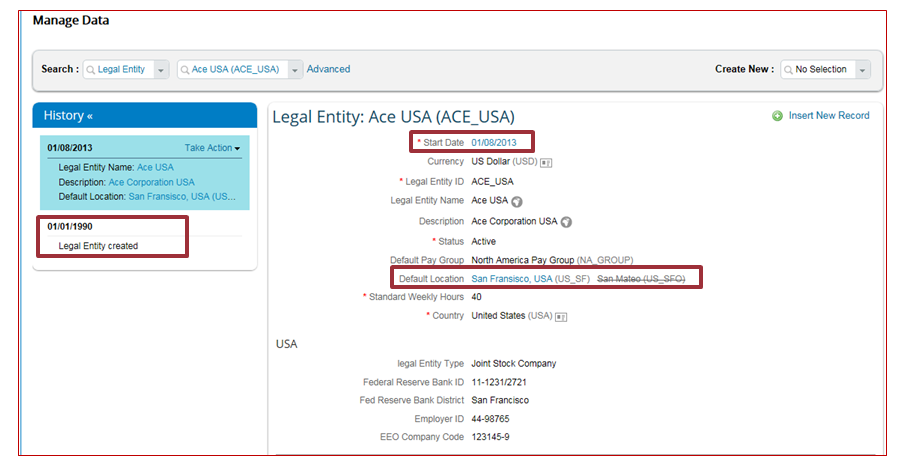 Manage Data
Search : Legal Entity Ace USA (ACE_USA) Advanced Create New : No Selection
History «
01/08/2013 Take Action
Legal Entity Name: Ace USA
Description: Ace Corporation USA
Default Location: San Fransisco, USA (US...
01/01/1990
Legal Entity created
Legal Entity: Ace USA (ACE_USA) Insert New Record
* Start Date 01/08/2013
Currency US Dollar (USD)
* Legal Entity ID ACE_USA
Legal Entity Name Ace USA
Description Ace Corporation USA
* Status Active
Default Pay Group North America Pay Group (NA_GROUP)
Default Location San Fransisco, USA (US_SF) San Mateo (US_SFO)
* Standard Weekly Hours 40
* Country United States (USA)
USA
legal Entity Type Joint Stock Company
Federal Reserve Bank ID 11-1231/2721
Fed Reserve Bank District San Francisco
Employer ID 44-98765
EEO Company Code 123145-9